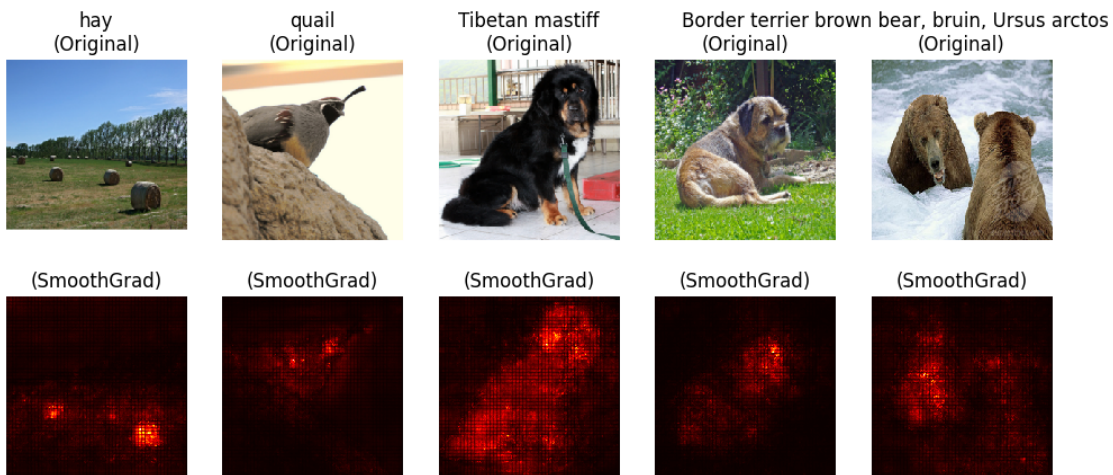 hay
(Original)
quail
(Original)
Tibetan mastiff
(Original)
Border terrier
(Original)
brown bear, bruin, Ursus arctos
(Original)
(SmoothGrad)
(SmoothGrad)
(SmoothGrad)
(SmoothGrad)
(SmoothGrad)